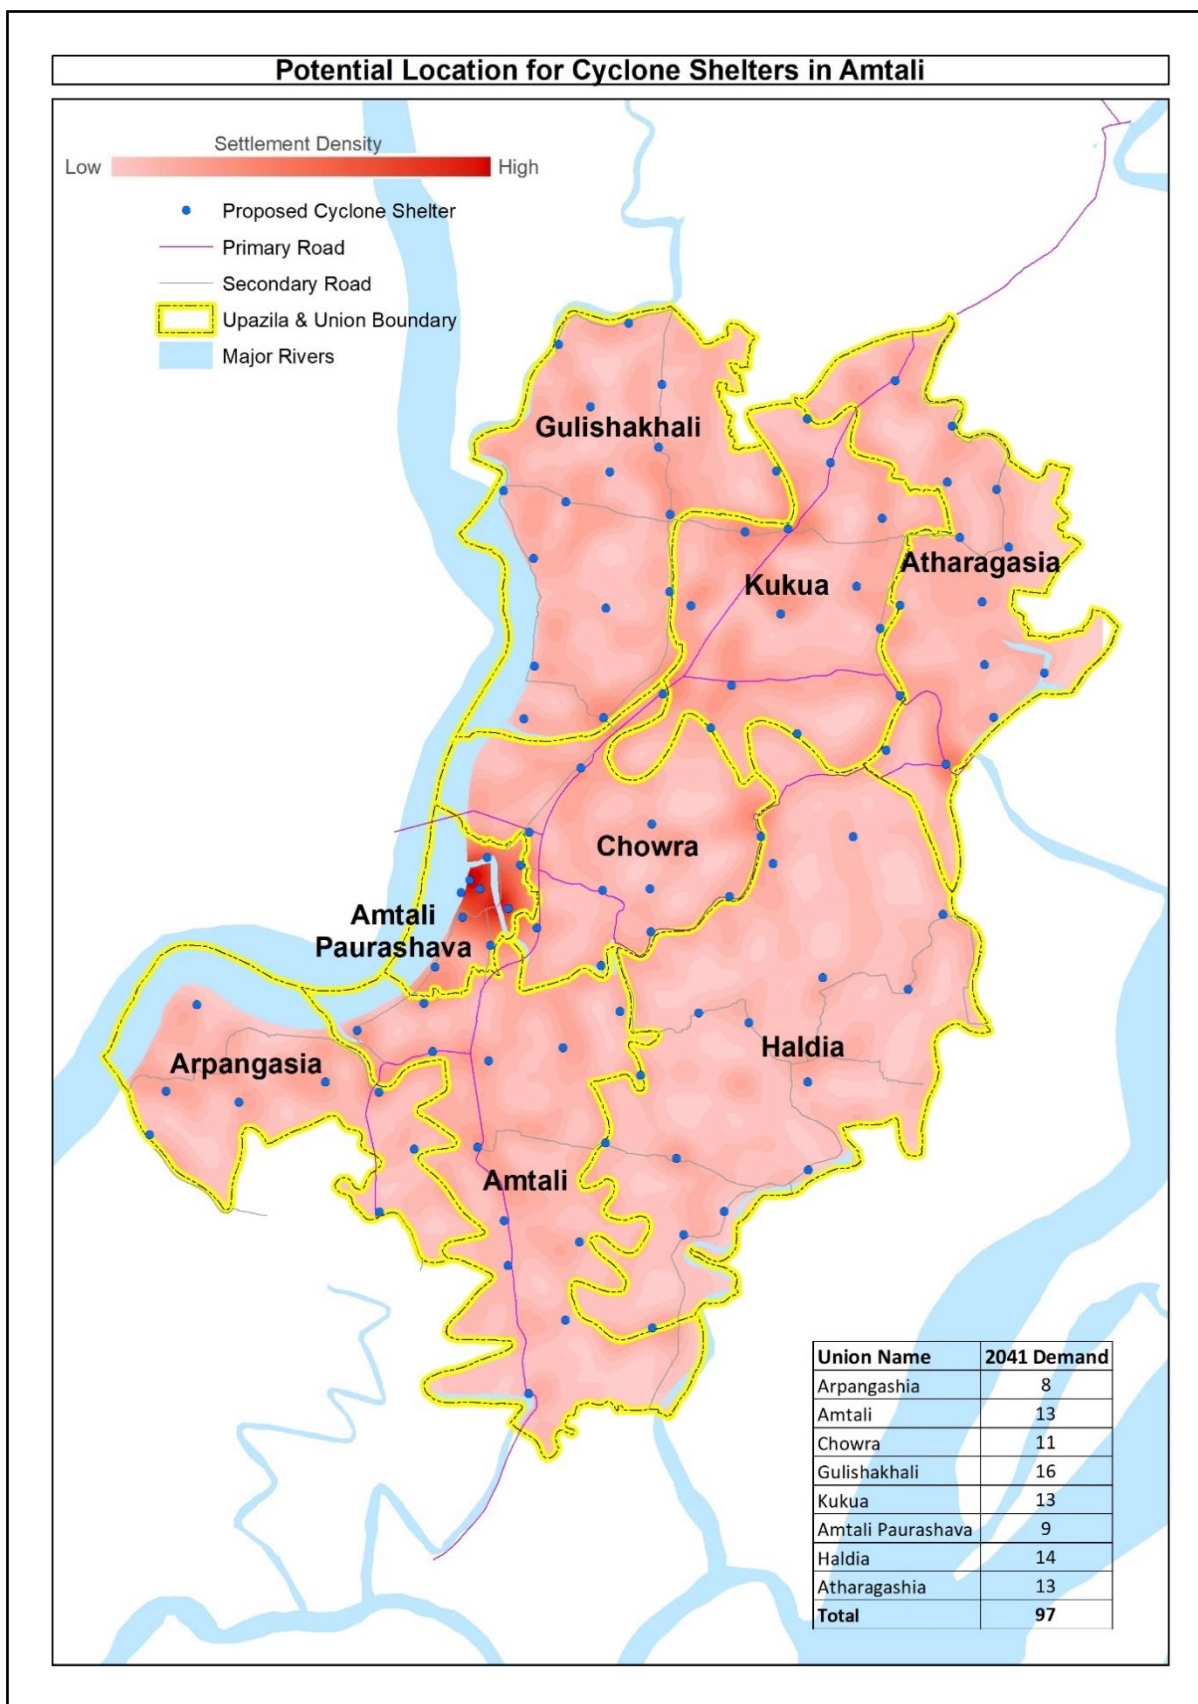 Potential Location for Cyclone Shelters in Amtali
Settlement Density
Low High
Proposed Cyclone Shelter
Primary Road
Secondary Road
Upazila & Union Boundary
Major Rivers
Gulishakhali
Atharagasia
Kukua
Chowra
Amtali
Paurashava
Haldia
Arpangasia
Amtali
Union Name 2041 Demand
Arpangashia 8
Amtali 13
Chowra 11
Gulishakhali 16
Kukua 13
Amtali Paurashava 9
Haldia 14
Atharagashia 13
Total 97